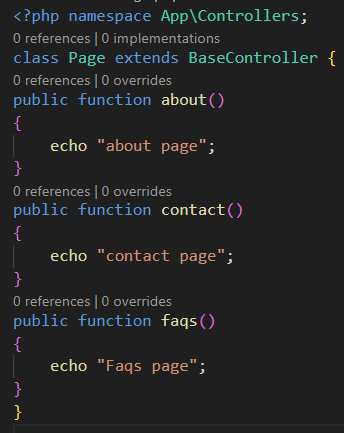 <?php namespace App\Controllers;
0 references | 0 implementations
class Page extends BaseController {
0 references | 0 overrides
public function about()
{
    echo "about page";
}
0 references | 0 overrides
public function contact()
{
    echo "contact page";
}
0 references | 0 overrides
public function faqs()
{
    echo "Faqs page";
}
}